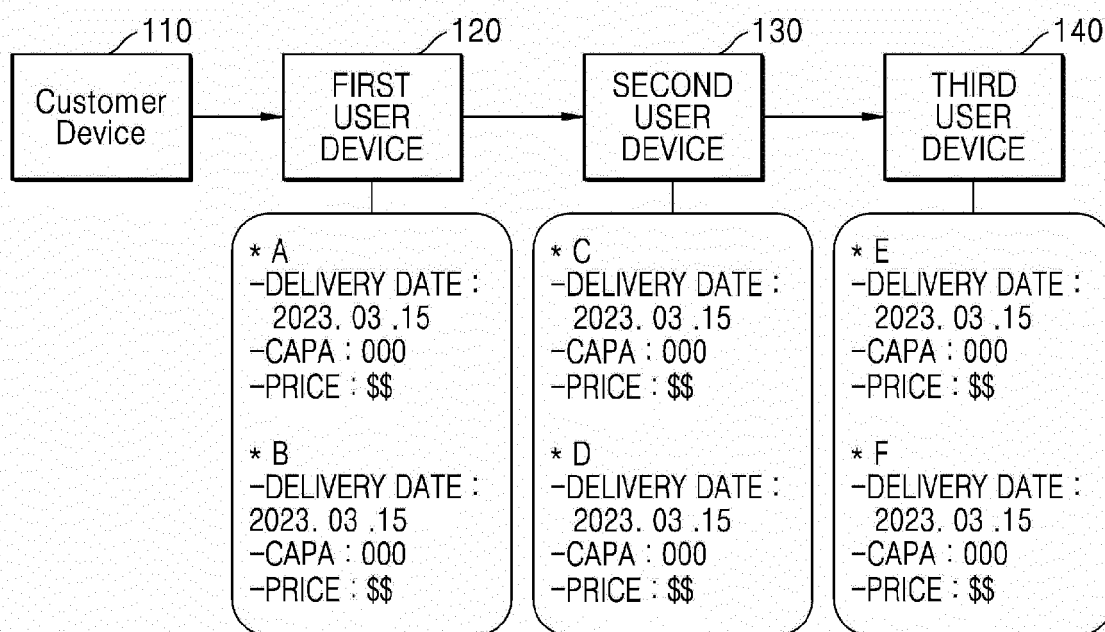 110
120
130
140
Customer
Device
FIRST
USER
DEVICE
SECOND
USER
DEVICE
THIRD
USER
DEVICE
* A
-DELIVERY DATE :
2023. 03 .15
-CAPA : 000
-PRICE : $$
* B
-DELIVERY DATE :
2023. 03 .15
-CAPA : 000
-PRICE : $$
* C
-DELIVERY DATE :
2023. 03 .15
-CAPA : 000
-PRICE : $$
* D
-DELIVERY DATE :
2023. 03 .15
-CAPA : 000
-PRICE : $$
* E
-DELIVERY DATE :
2023. 03 .15
-CAPA : 000
-PRICE : $$
* F
-DELIVERY DATE :
2023. 03 .15
-CAPA : 000
-PRICE : $$